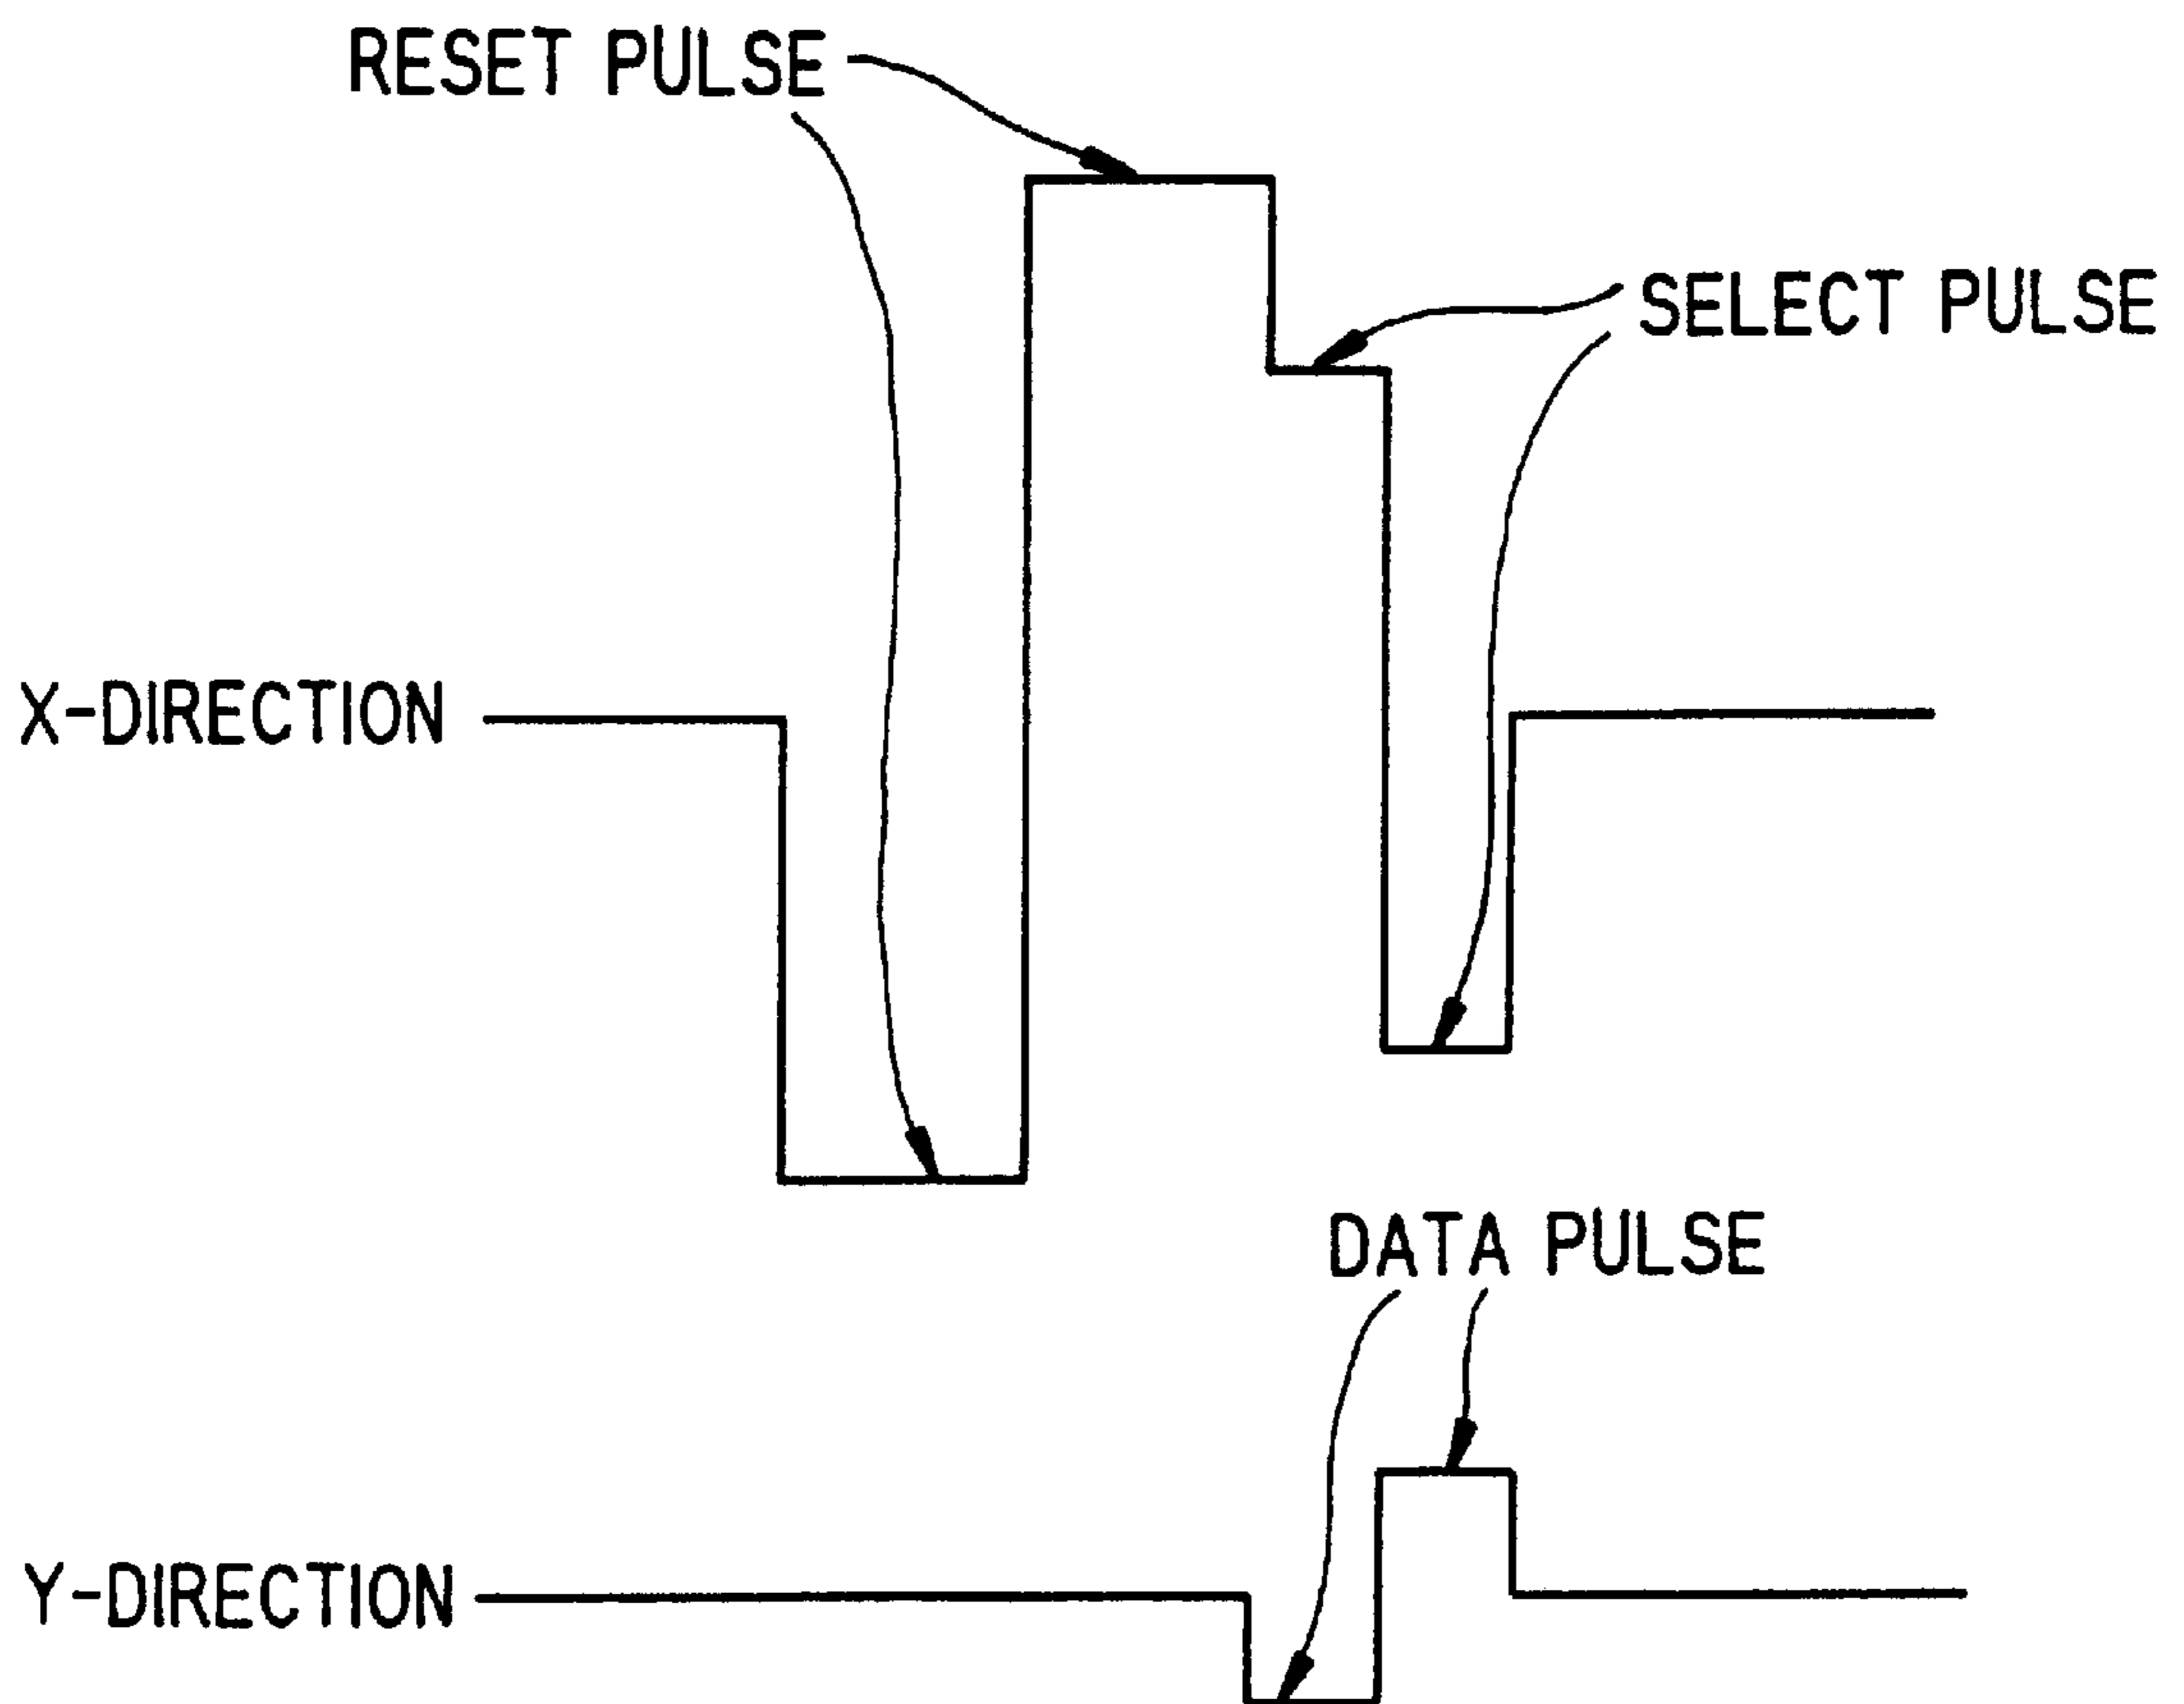 RESET PULSE
SELECT PULSE
X-DIRECTION
DATA PULSE
Y-DIRECTION